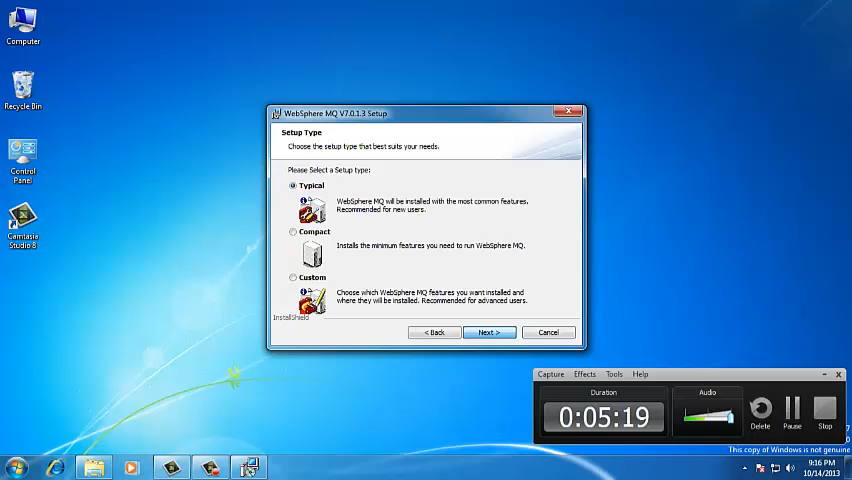 Computer
Recycle Bin
Control
Panel
Camtasia
Studio 8
WebSphere MQ V7.0.1.3 Setup
Setup Type
Choose the setup type that best suits your needs.
Please Select a Setup type:
Typical
WebSphere MQ will be installed with the most common features.
Recommended for new users.
Compact
Installs the minimum features you need to run WebSphere MQ.
Custom
Choose which WebSphere MQ features you want installed and
where they will be installed. Recommended for advanced users.
InstallShield
< Back
Next >
Cancel
Capture Effects Tools Help
Duration
Audio
0:05:19
Delete
Pause
Stop
This copy of Windows is not genuine
9:16 PM
10/14/2013